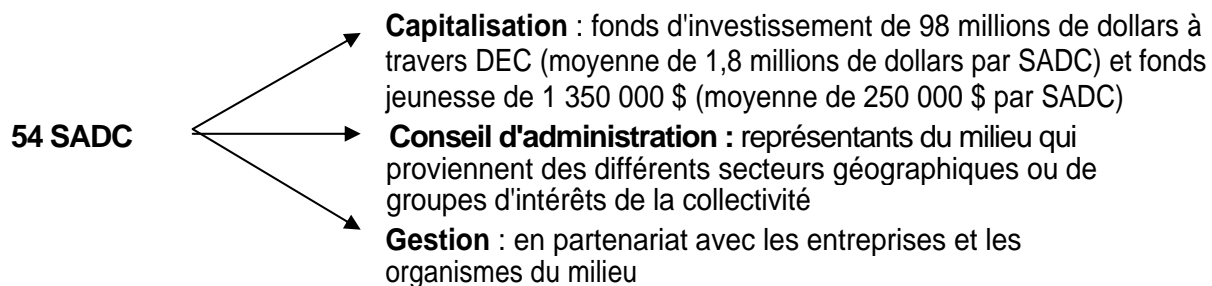 Capitalisation : fonds d'investissement de 98 millions de dollars à
travers DEC (moyenne de 1,8 millions de dollars par SADC) et fonds
jeunesse de 1 350 000 $ (moyenne de 250 000 $ par SADC)
54 SADC
Conseil d'administration : représentants du milieu qui
proviennent des différents secteurs géographiques ou de
groupes d'intérêts de la collectivité
Gestion : en partenariat avec les entreprises et les
organismes du milieu